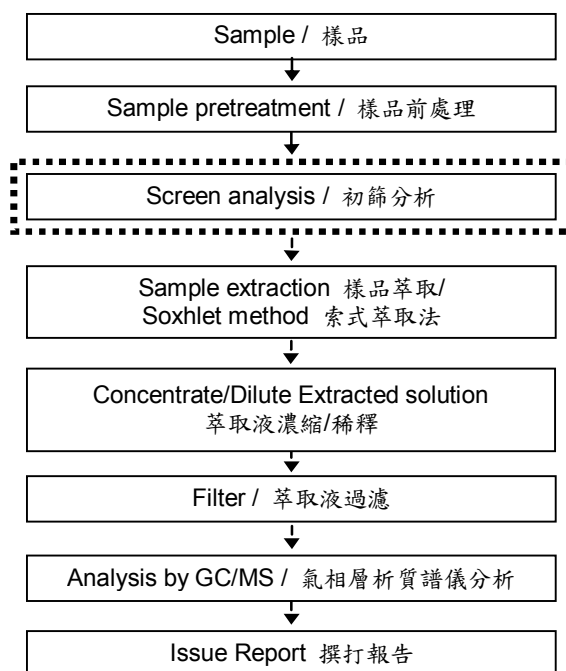 Sample / 樣品
Sample pretreatment / 樣品前處理
Screen analysis / 初篩分析
Sample extraction 樣品萃取/
Soxhlet method 索式萃取法
Concentrate/Dilute Extracted solution
萃取液濃縮/稀釋
Filter / 萃取液過濾
Analysis by GC/MS / 氣相層析質譜儀分析
Issue Report 撰打報告